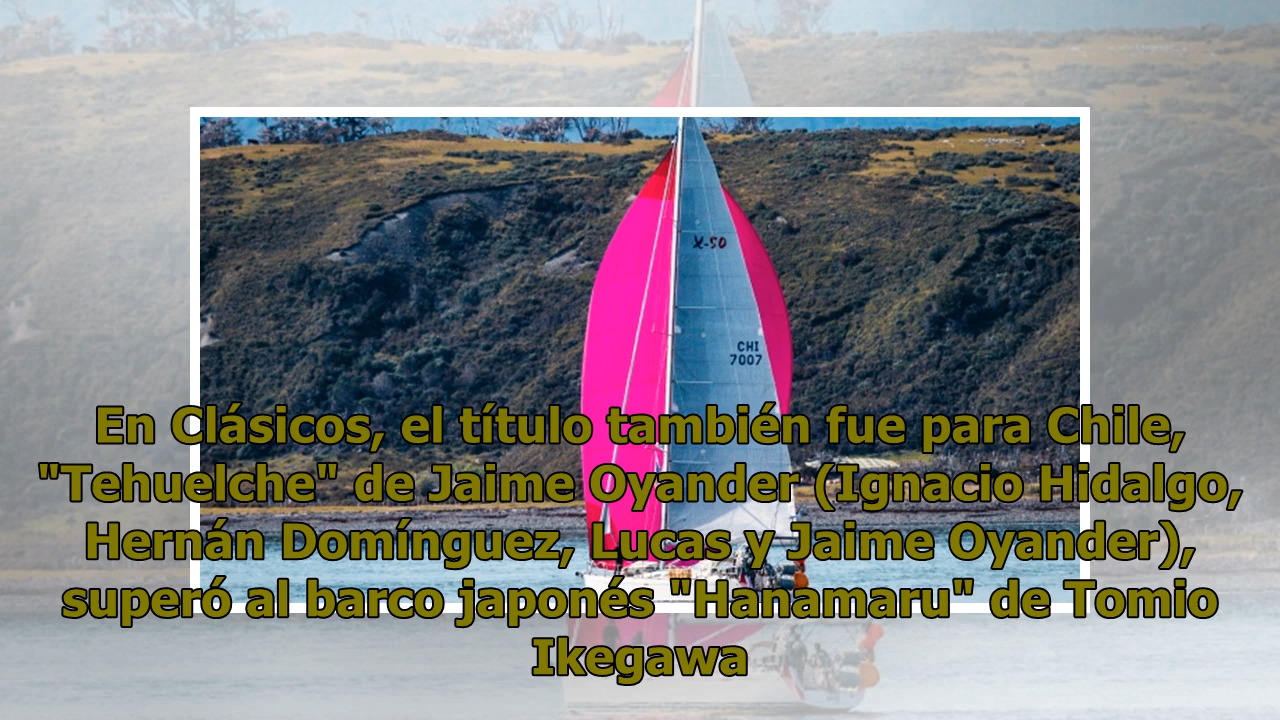 X-50
CHI
7007
En Clásicos, el título también fue para Chile,
"Tehuelche" de Jaime Oyander (Ignacio Hidalgo,
Hernán Domínguez, Lucas y Jaime Oyander),
superó al barco japonés "Hanamaru" de Tomio
Ikegawa